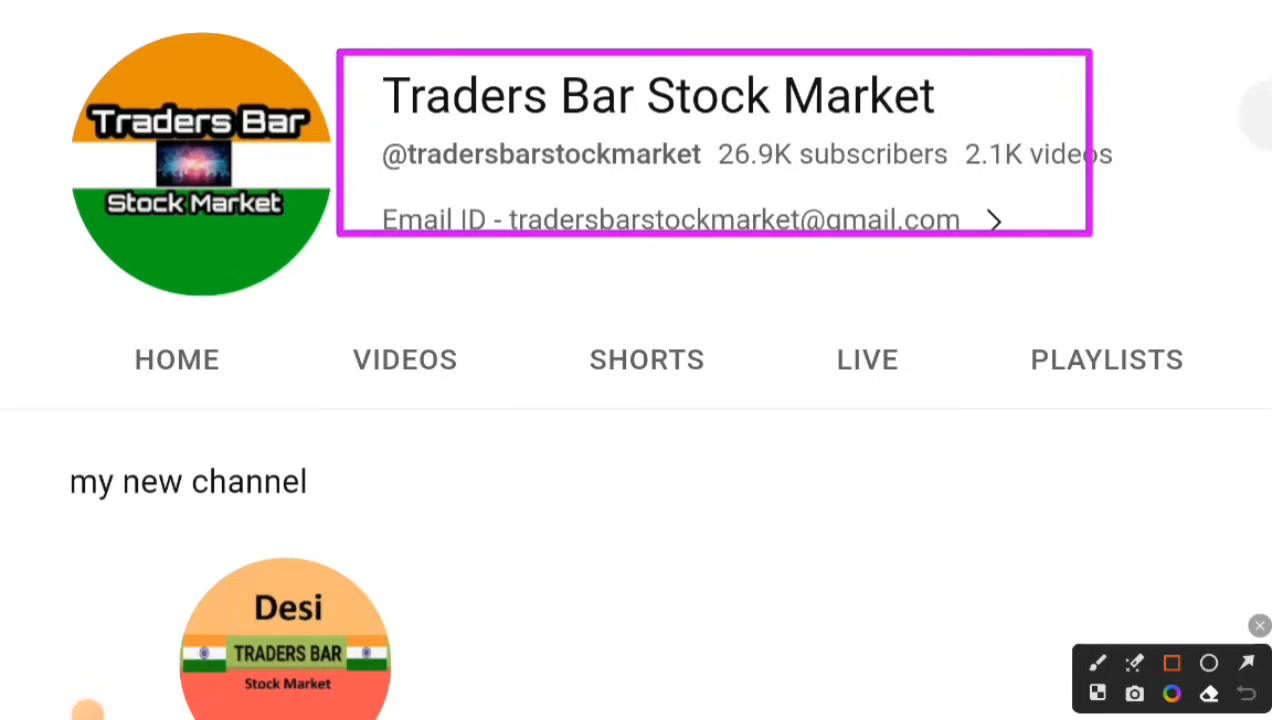 Traders Bar
Stock Market
Traders Bar Stock Market
@tradersbarstockmarket 26.9K subscribers 2.1K videos
Email ID - tradersbarstockmarket@gmail.com
HOME VIDEOS SHORTS LIVE PLAYLISTS
my new channel
Desi
TRADERS BAR
Stock Market